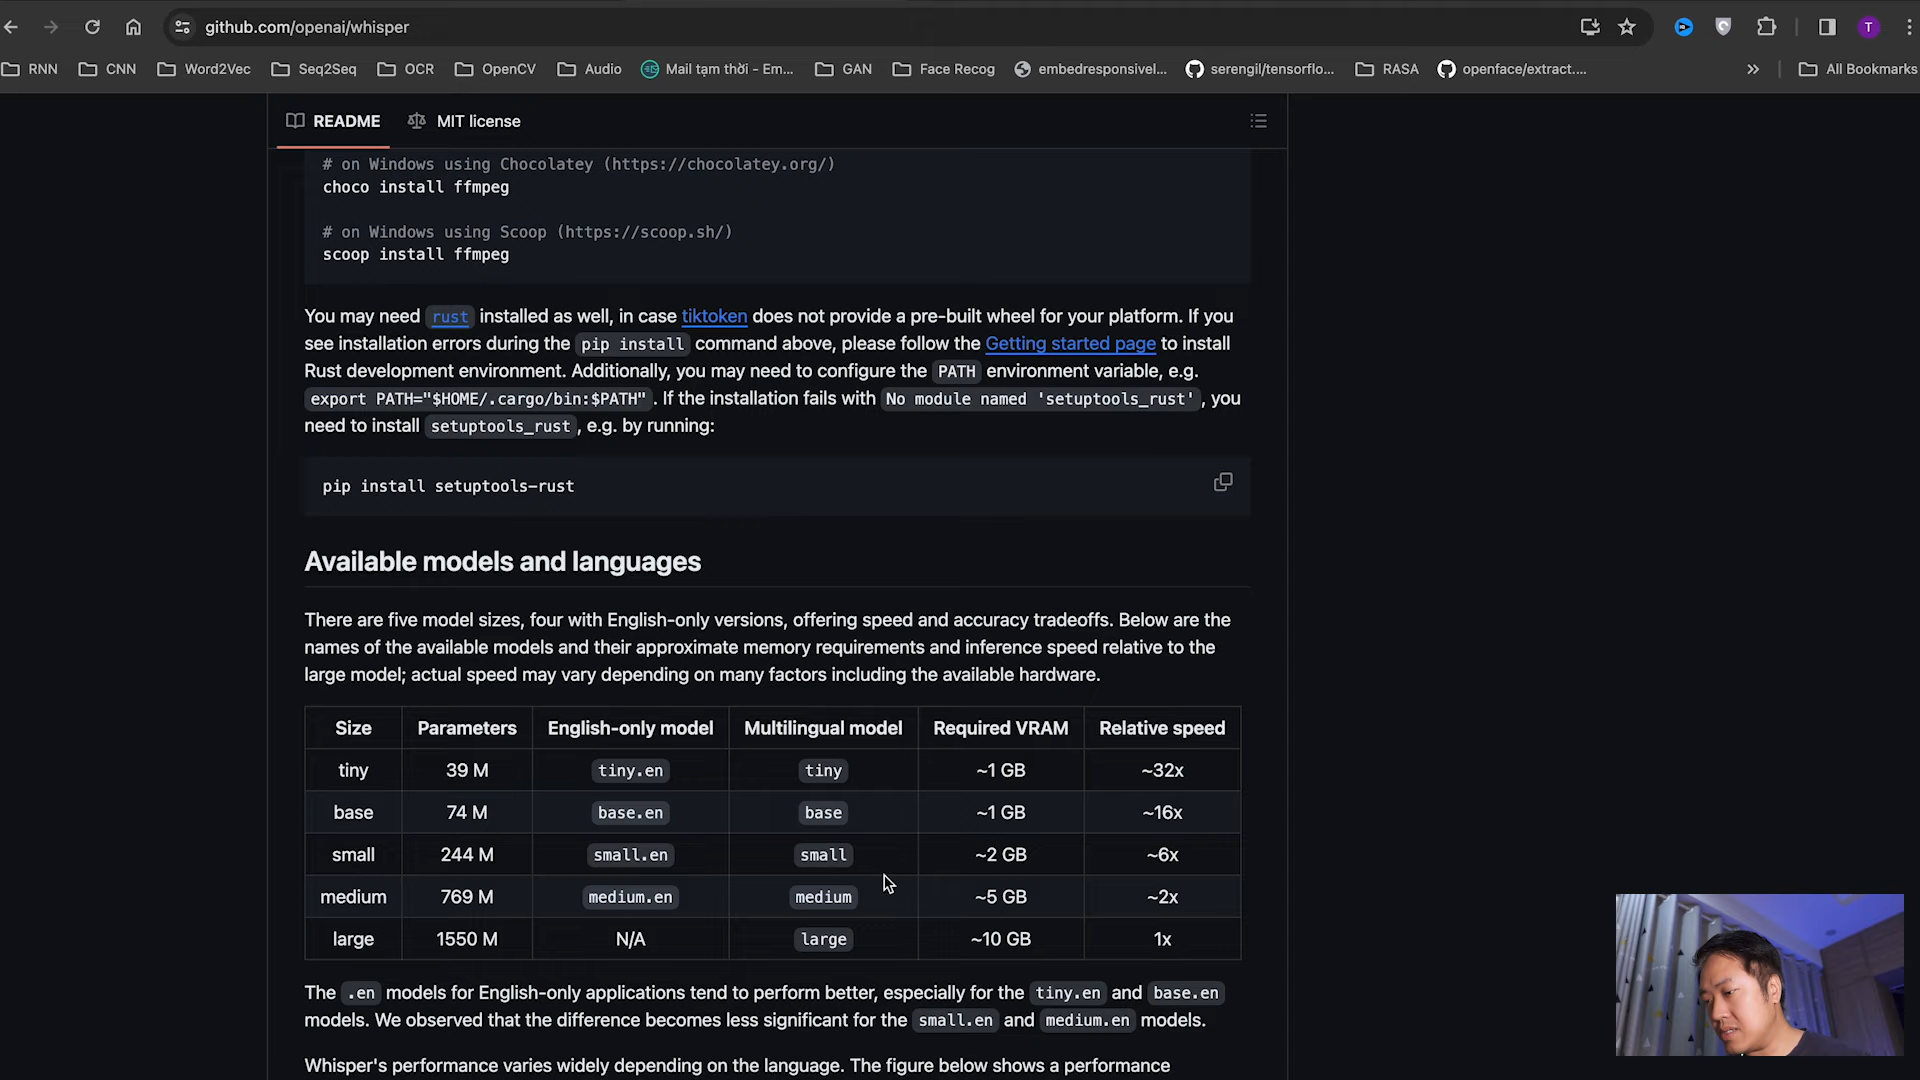 github.com/openai/whisper
T
RNN CNN Word2Vec Seq2Seq OCR OpenCV Audio Mail tạm thời - Em... GAN Face Recog embedresponsivel... serengil/tensorflo... RASA openface/extract.... » All Bookmarks
README MIT license
# on Windows using Chocolatey (https://chocolatey.org/)
choco install ffmpeg
# on Windows using Scoop (https://scoop.sh/)
scoop install ffmpeg
You may need rust installed as well, in case tiktoken does not provide a pre-built wheel for your platform. If you
see installation errors during the pip install command above, please follow the Getting started page to install
Rust development environment. Additionally, you may need to configure the PATH environment variable, e.g.
export PATH="$HOME/.cargo/bin:$PATH" . If the installation fails with No module named 'setuptools_rust' , you
need to install setuptools_rust , e.g. by running:
pip install setuptools-rust
Available models and languages
There are five model sizes, four with English-only versions, offering speed and accuracy tradeoffs. Below are the
names of the available models and their approximate memory requirements and inference speed relative to the
large model; actual speed may vary depending on many factors including the available hardware.
Size Parameters English-only model Multilingual model Required VRAM Relative speed
tiny 39 M tiny.en tiny ~1 GB ~32x
base 74 M base.en base ~1 GB ~16x
small 244 M small.en small ~2 GB ~6x
medium 769 M medium.en medium ~5 GB ~2x
large 1550 M N/A large ~10 GB 1x
The .en models for English-only applications tend to perform better, especially for the tiny.en and base.en
models. We observed that the difference becomes less significant for the small.en and medium.en models.
Whisper's performance varies widely depending on the language. The figure below shows a performance